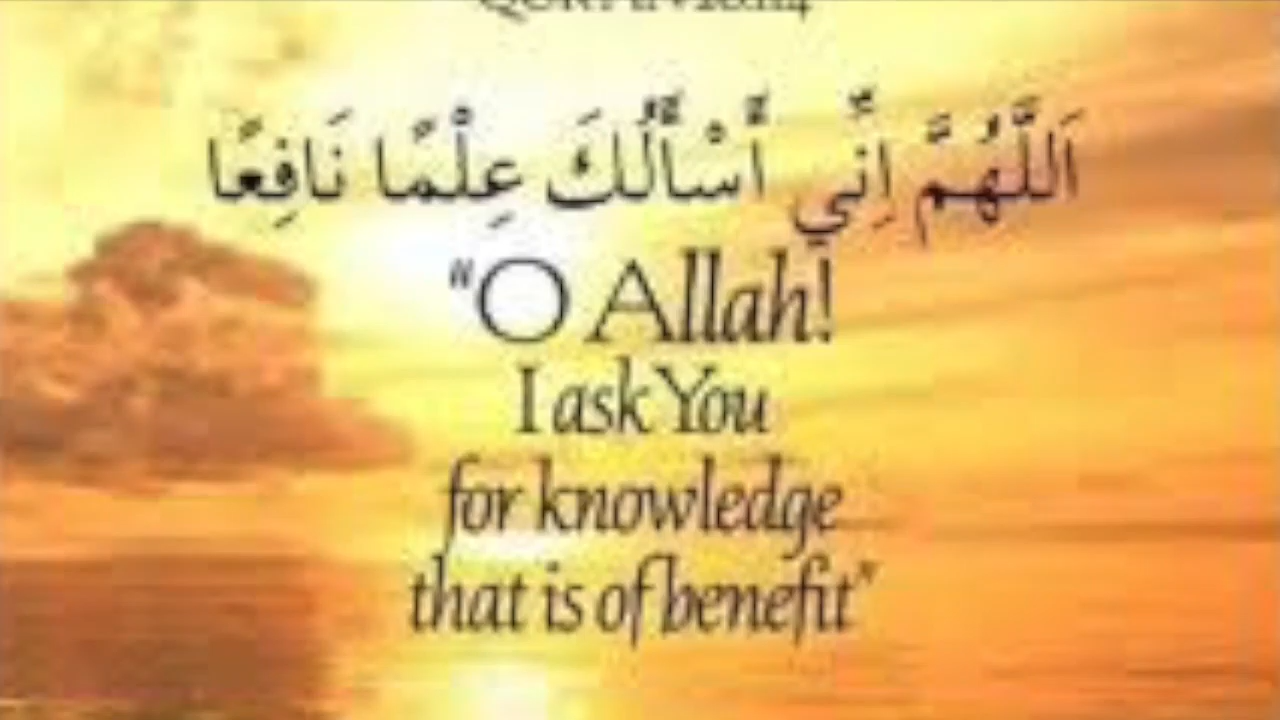 اَللَّهُمَّ اِنِّي أَسْأَلُكَ عِلْمًا نَافِعًا
"O Allah!
I ask You
for knowledge
that is of benefit"